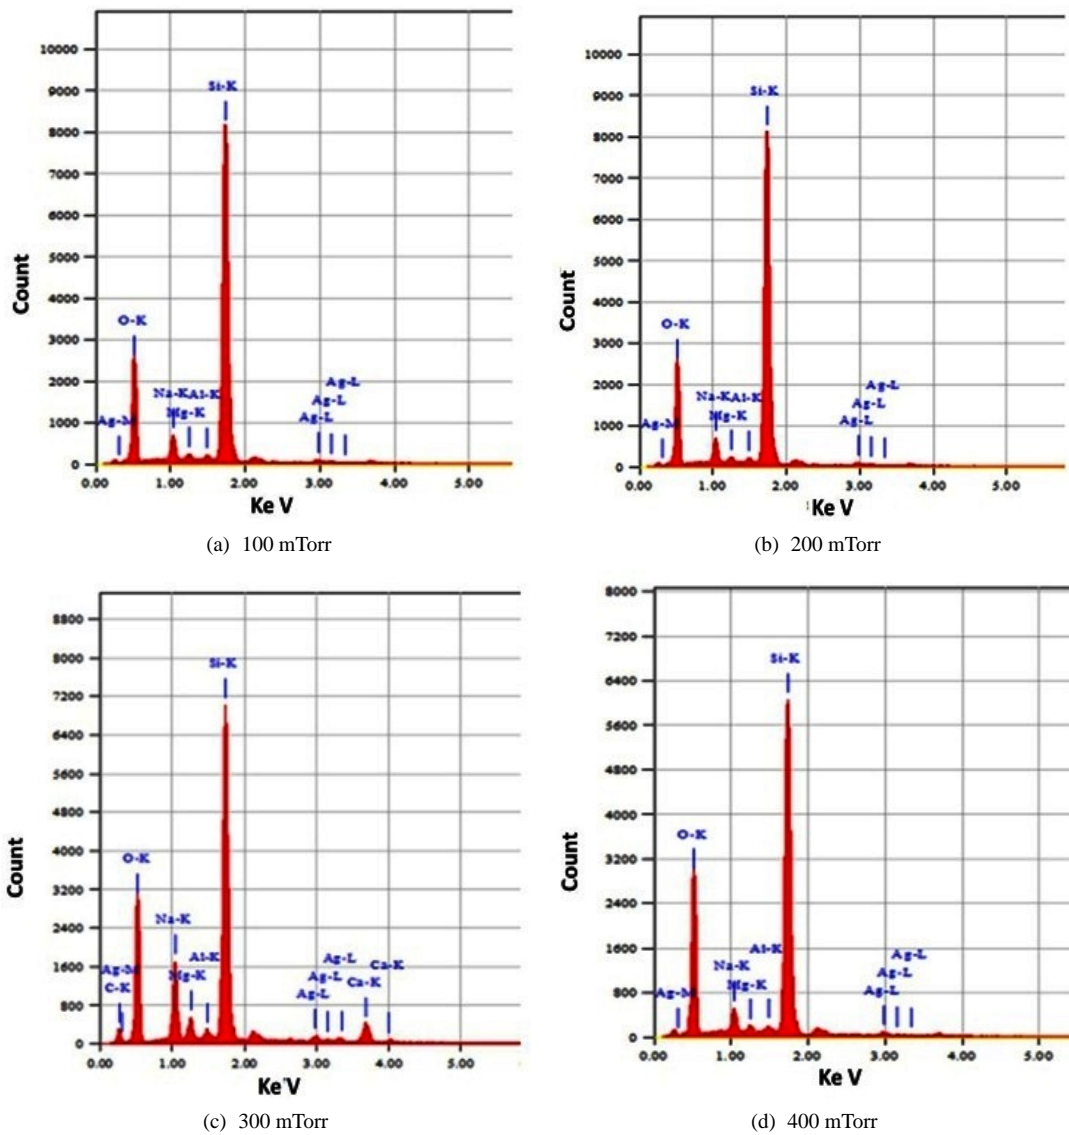 10000
9000
8000
7000
6000
5000
4000
3000
2000
1000
0
Count
Si-K
O-K
Na-K Al-K
Mg-K
Ag-M
Ag-L
Ag-L
Ag-L
0.00 1.00 2.00 3.00 4.00 5.00
Ke V
(a) 100 mTorr
10000
9000
8000
7000
6000
5000
4000
3000
2000
1000
0
Count
Si-K
O-K
Na-K Al-K
Mg-K
Ag-M
Ag-L
Ag-L
Ag-L
0.00 1.00 2.00 3.00 4.00 5.00
Ke V
(b) 200 mTorr
8800
8000
7200
6400
5600
4800
4000
3200
2400
1600
800
0
Count
Si-K
O-K
Na-K
Al-K
Mg-K
Ag-M
C-K
Ag-L
Ag-L
Ag-L
Ca-K
Ca-K
0.00 1.00 2.00 3.00 4.00 5.00
Ke V
(c) 300 mTorr
8000
7200
6400
5600
4800
4000
3200
2400
1600
800
0
Count
Si-K
O-K
Al-K
Na-K
Mg-K
Ag-M
Ag-L
Ag-L
Ag-L
0.00 1.00 2.00 3.00 4.00 5.00
Ke V
(d) 400 mTorr